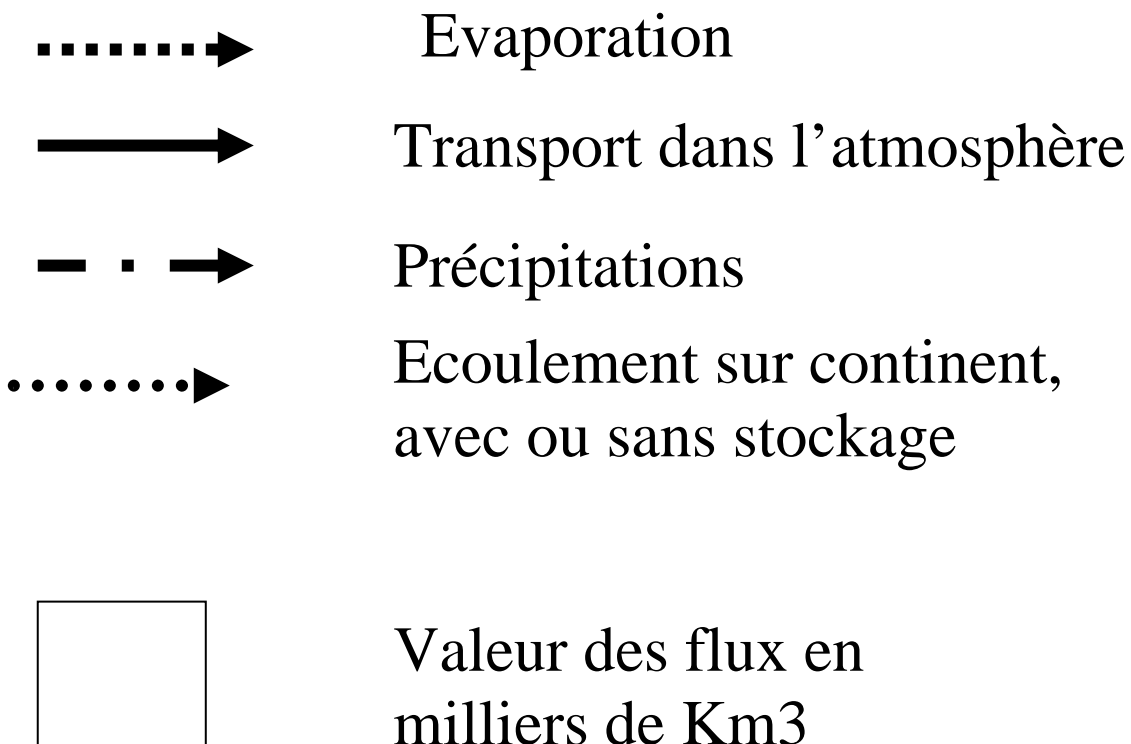 Evaporation
Transport dans l’atmosphère
Précipitations
Ecoulement sur continent,
avec ou sans stockage
Valeur des flux en
milliers de Km3